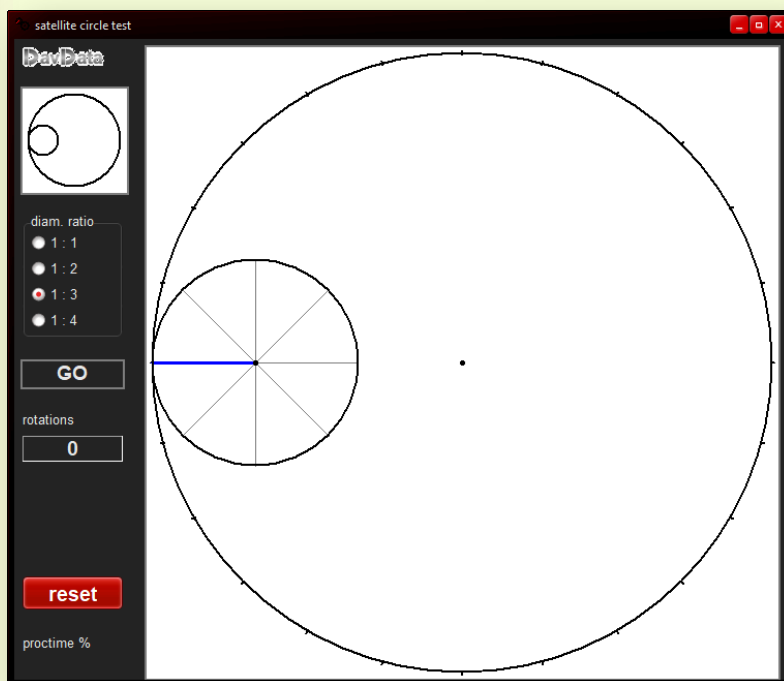 satellite circle test
DavData
diam. ratio
1 : 1
1 : 2
1 : 3
1 : 4
GO
rotations
0
reset
proctime %